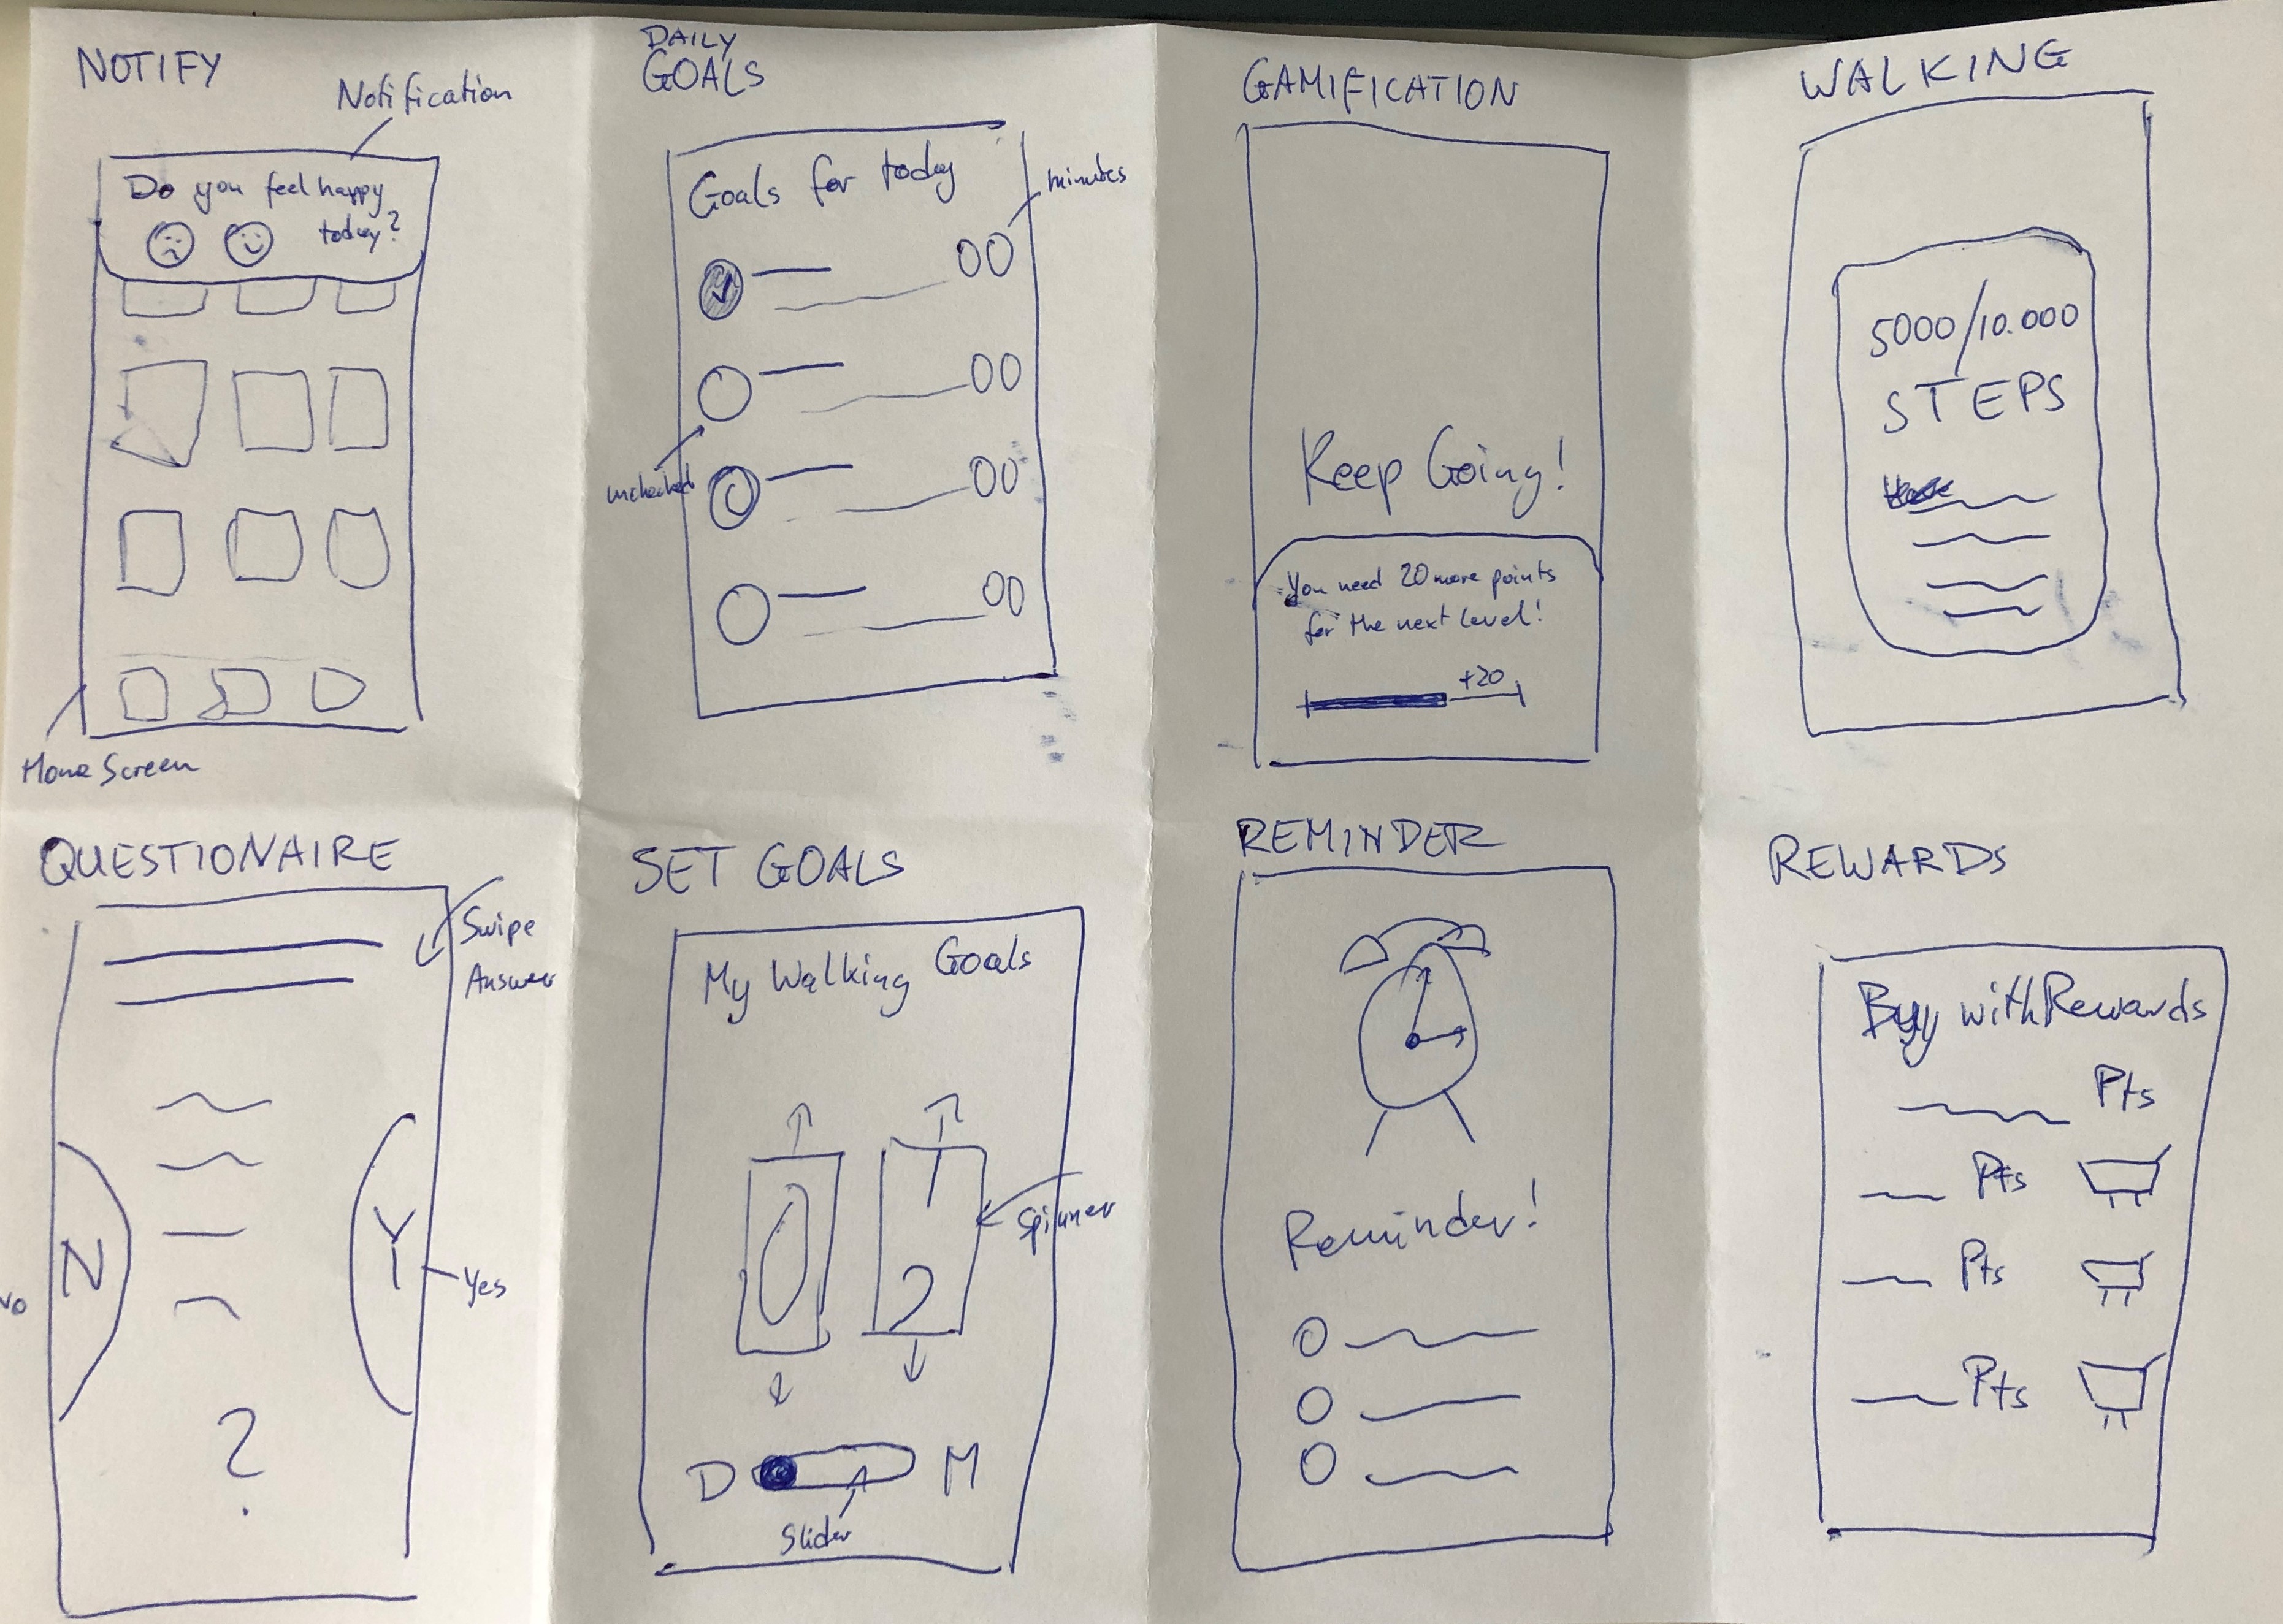 NOTIFY
Notification
Do you feel happy
today?
Home Screen
DAILY
GOALS
Goals for today
minutes
00
00
unchecked
00
00
GAMIFICATION
Keep Going!
You need 20 more points
for the next level!
+20
WALKING
5000/10.000
STEPS
QUESTIONAIRE
Swipe
Answer
N
Y
Yes
?
SET GOALS
My Walking Goals
Spinner
D
M
Slider
REMINDER
Reminder!
REWARDS
Buy with Rewards
Pts
Pts
Pts
Pts